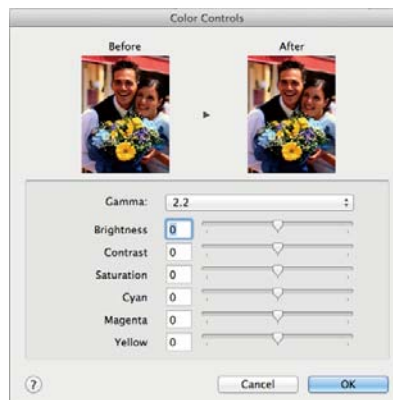 Color Controls
Before After
Gamma: 2.2
Brightness 0
Contrast 0
Saturation 0
Cyan 0
Magenta 0
Yellow 0
? Cancel OK